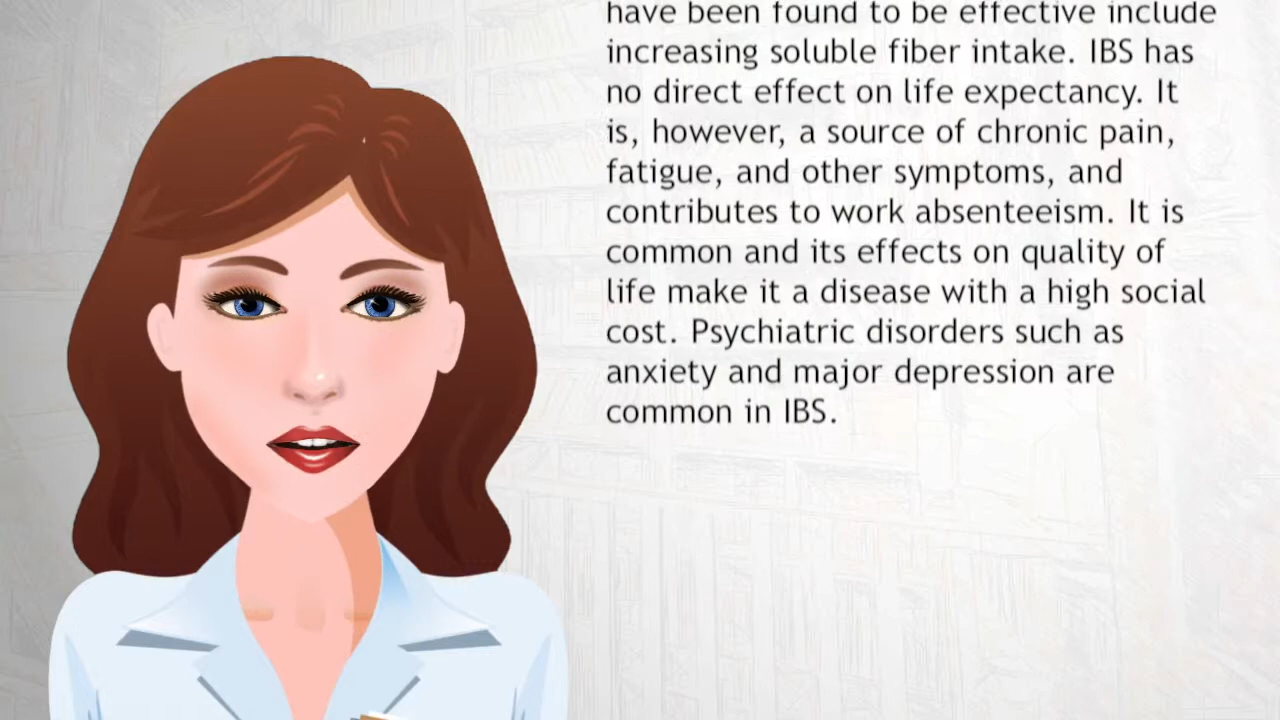 have been found to be effective include
increasing soluble fiber intake. IBS has
no direct effect on life expectancy. It
is, however, a source of chronic pain,
fatigue, and other symptoms, and
contributes to work absenteeism. It is
common and its effects on quality of
life make it a disease with a high social
cost. Psychiatric disorders such as
anxiety and major depression are
common in IBS.